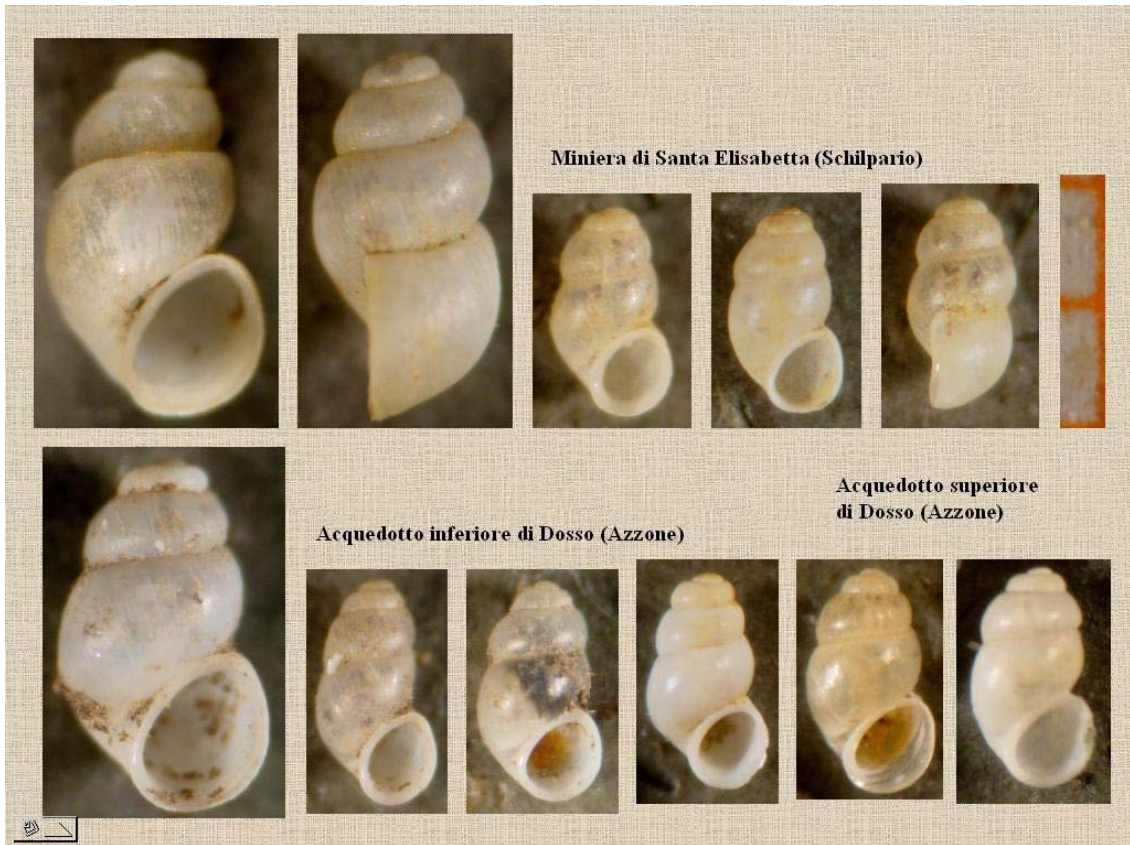 Miniera di Santa Elisabetta (Schilpario)
Acquedotto superiore
di Dosso (Azzone)
Acquedotto inferiore di Dosso (Azzone)